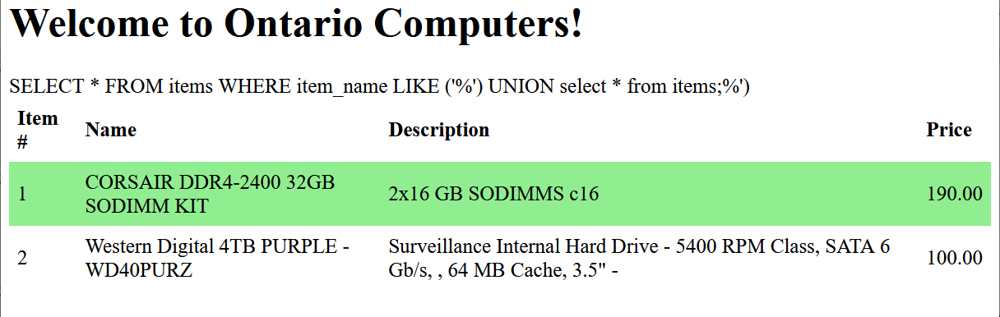 Welcome to Ontario Computers!
SELECT * FROM items WHERE item_name LIKE ('%') UNION select * from items;%')
Item # Name Description Price
1 CORSAIR DDR4-2400 32GB SODIMM KIT 2x16 GB SODIMMS c16 190.00
2 Western Digital 4TB PURPLE - WD40PURZ Surveillance Internal Hard Drive - 5400 RPM Class, SATA 6 Gb/s, , 64 MB Cache, 3.5" - 100.00